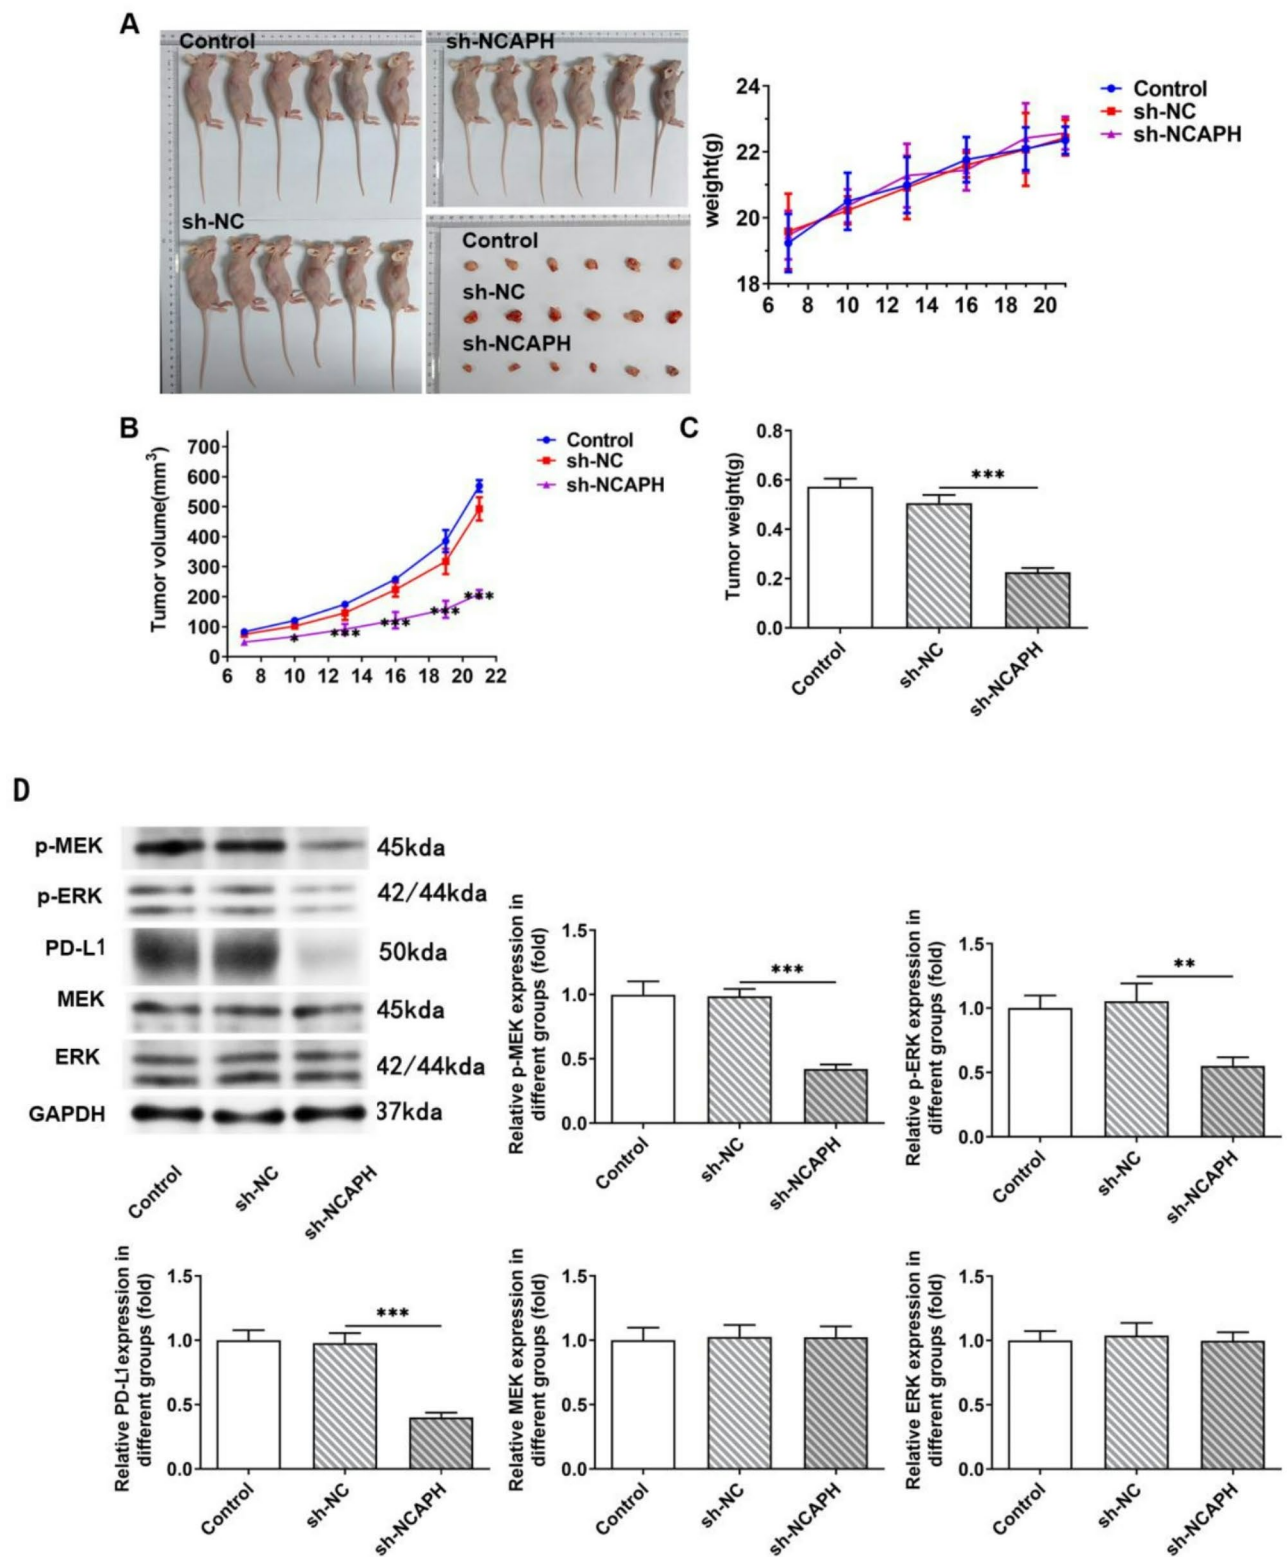 A
Control
sh-NCAPH
sh-NC
Control
sh-NC
sh-NCAPH
weight(g)
24
22
20
18
6 8 10 12 14 16 18 20
Control
sh-NC
sh-NCAPH
B
Tumor volume(mm³)
700
600
500
400
300
200
100
0
6 8 10 12 14 16 18 20 22
* *** *** *** ***
Control
sh-NC
sh-NCAPH
C
Tumor weight(g)
0.8
0.6
0.4
0.2
0.0
***
Control
sh-NC
sh-NCAPH
D
p-MEK 45kda
p-ERK 42/44kda
PD-L1 50kda
MEK 45kda
ERK 42/44kda
GAPDH 37kda
Control
sh-NC
sh-NCAPH
Relative p-MEK expression in
different groups (fold)
1.5
1.0
0.5
0.0
***
Control
sh-NC
sh-NCAPH
Relative p-ERK expression in
different groups (fold)
1.5
1.0
0.5
0.0
**
Control
sh-NC
sh-NCAPH
Relative PD-L1expression in
different groups (fold)
1.5
1.0
0.5
0.0
***
Control
sh-NC
sh-NCAPH
Relative MEK expression in
different groups (fold)
1.5
1.0
0.5
0.0
Control
sh-NC
sh-NCAPH
Relative ERK expression in
different groups (fold)
1.5
1.0
0.5
0.0
Control
sh-NC
sh-NCAPH